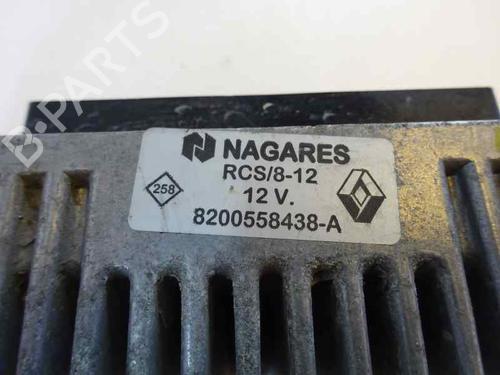 NAGARES
RCS/8-12
258
12 V.
8200558438-A
B-PARTS